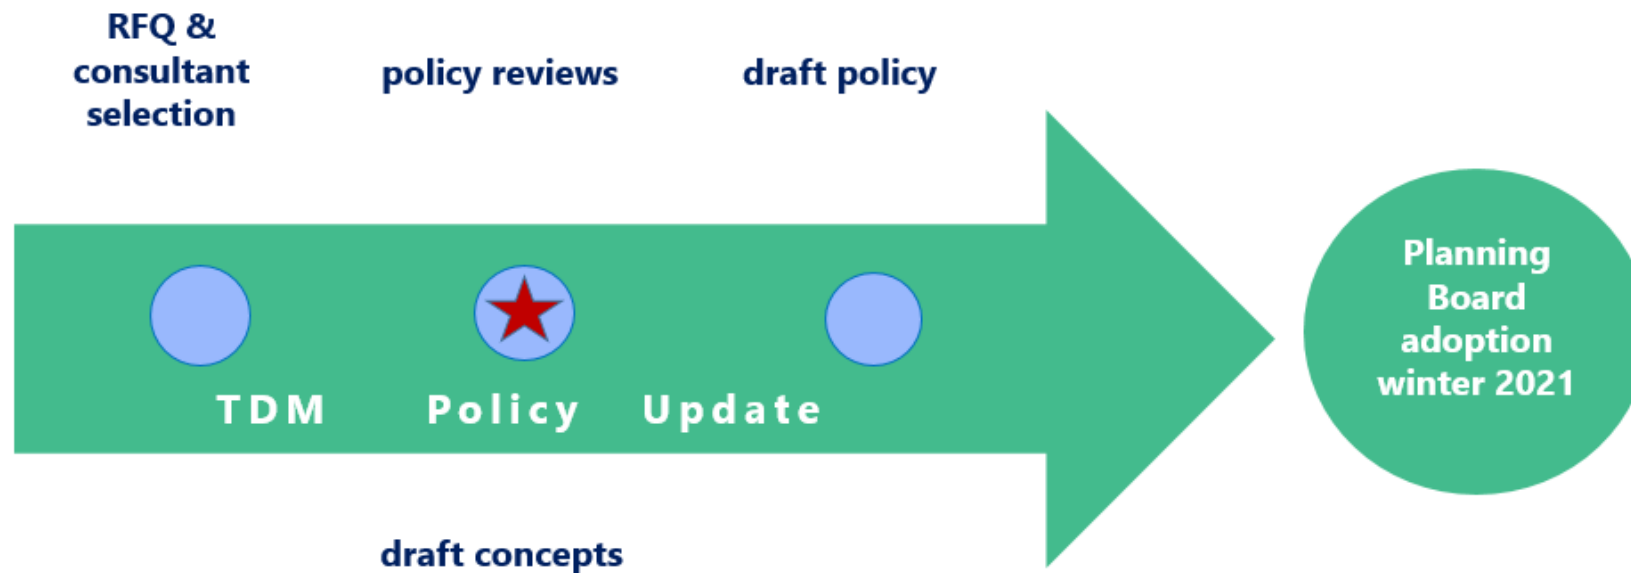 RFQ &
consultant
selection
policy reviews
draft policy
TDM Policy Update
draft concepts
Planning
Board
adoption
winter 2021